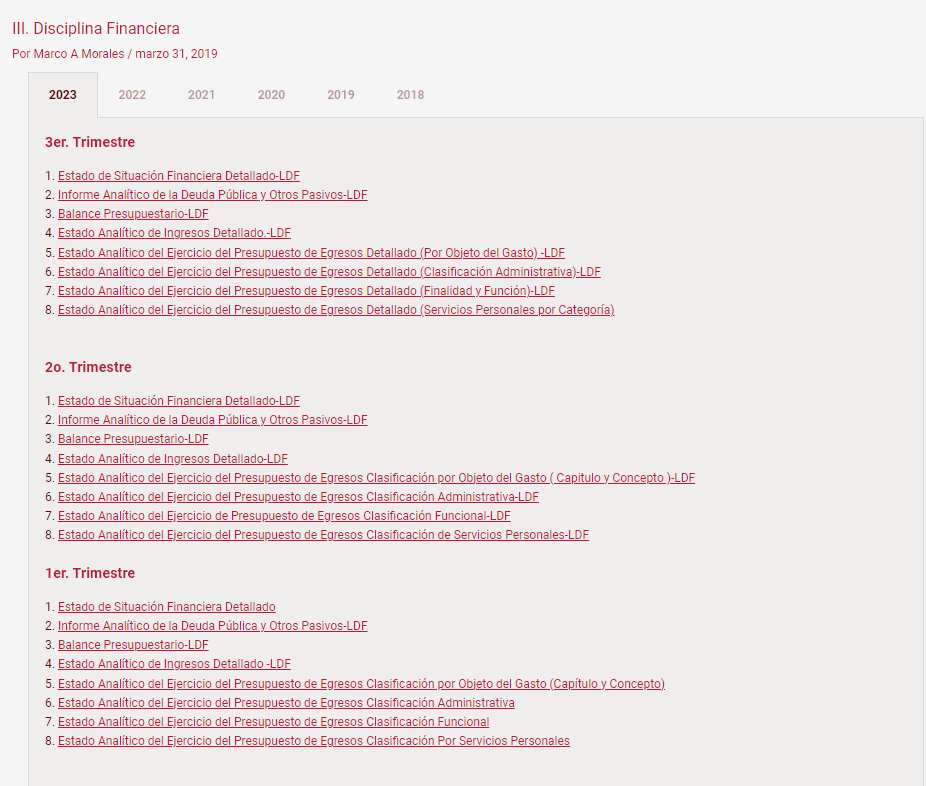 III. Disciplina Financiera
Por Marco A Morales / marzo 31, 2019
2023 2022 2021 2020 2019 2018
3er. Trimestre
1. Estado de Situación Financiera Detallado-LDF
2. Informe Analítico de la Deuda Pública y Otros Pasivos-LDF
3. Balance Presupuestario-LDF
4. Estado Analítico de Ingresos Detallado.-LDF
5. Estado Analítico del Ejercicio del Presupuesto de Egresos Detallado (Por Objeto del Gasto) -LDF
6. Estado Analítico del Ejercicio del Presupuesto de Egresos Detallado (Clasificación Administrativa)-LDF
7. Estado Analítico del Ejercicio del Presupuesto de Egresos Detallado (Finalidad y Función)-LDF
8. Estado Analítico del Ejercicio del Presupuesto de Egresos Detallado (Servicios Personales por Categoría)
2o. Trimestre
1. Estado de Situación Financiera Detallado-LDF
2. Informe Analítico de la Deuda Pública y Otros Pasivos-LDF
3. Balance Presupuestario-LDF
4. Estado Analítico de Ingresos Detallado-LDF
5. Estado Analítico del Ejercicio del Presupuesto de Egresos Clasificación por Objeto del Gasto ( Capitulo y Concepto )-LDF
6. Estado Analítico del Ejercicio del Presupuesto de Egresos Clasificación Administrativa-LDF
7. Estado Analítico del Ejercicio de Presupuesto de Egresos Clasificación Funcional-LDF
8. Estado Analítico del Ejercicio del Presupuesto de Egresos Clasificación de Servicios Personales-LDF
1er. Trimestre
1. Estado de Situación Financiera Detallado
2. Informe Analítico de la Deuda Pública y Otros Pasivos-LDF
3. Balance Presupuestario-LDF
4. Estado Analítico de Ingresos Detallado -LDF
5. Estado Analítico del Ejercicio del Presupuesto de Egresos Clasificación por Objeto del Gasto (Capítulo y Concepto)
6. Estado Analítico del Ejercicio del Presupuesto de Egresos Clasificación Administrativa
7. Estado Analítico del Ejercicio del Presupuesto de Egresos Clasificación Funcional
8. Estado Analítico del Ejercicio del Presupuesto de Egresos Clasificación Por Servicios Personales